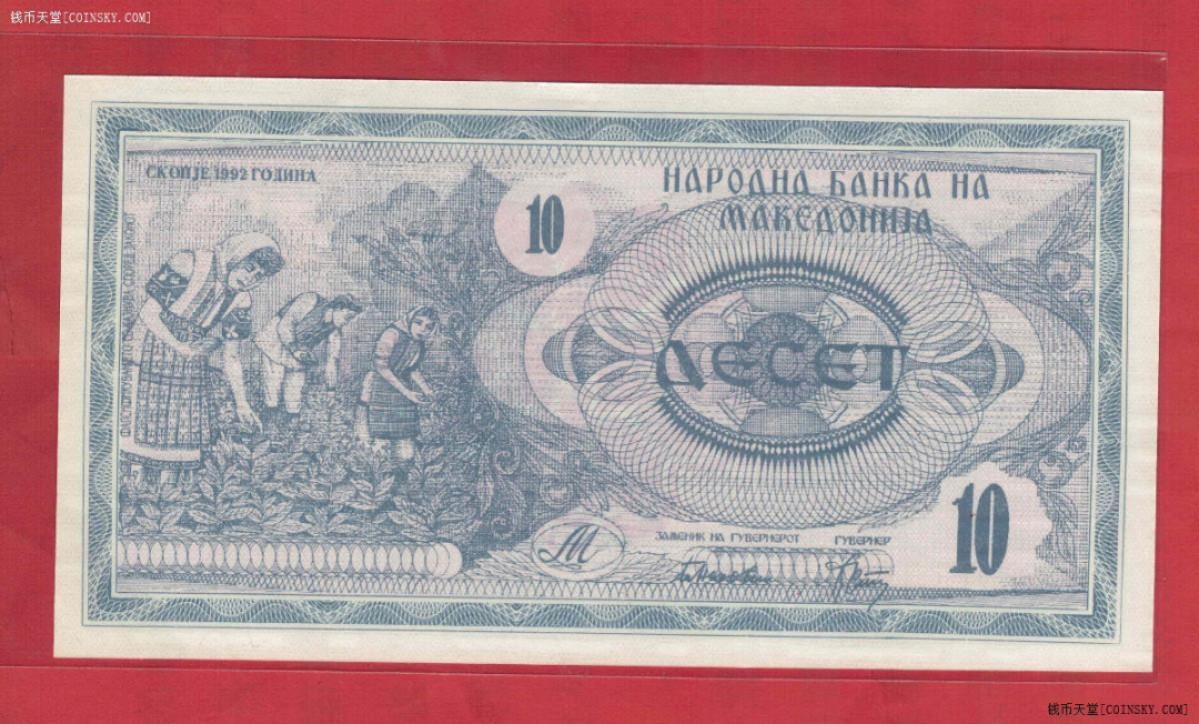 钱币天堂[COINSKY.COM]
СКОПЈЕ 1992 ГОДИНА
10
НАРОДНА БАНКА НА
МАКЕДОНИЈА
ДЕСЕТ
М
ЗАМЕНИК НА ГУВЕРНЕРОТ ГУВЕРНЕР
10
钱币天堂[COINSKY.COM]